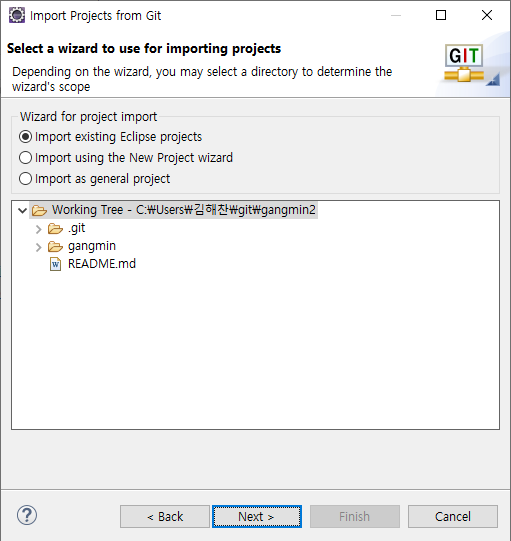 Import Projects from Git
Select a wizard to use for importing projects
Depending on the wizard, you may select a directory to determine the
wizard's scope
GIT
Wizard for project import
Import existing Eclipse projects
Import using the New Project wizard
Import as general project
Working Tree - C:₩Users₩김해찬₩git₩gangmin2
.git
gangmin
README.md
< Back
Next >
Finish
Cancel